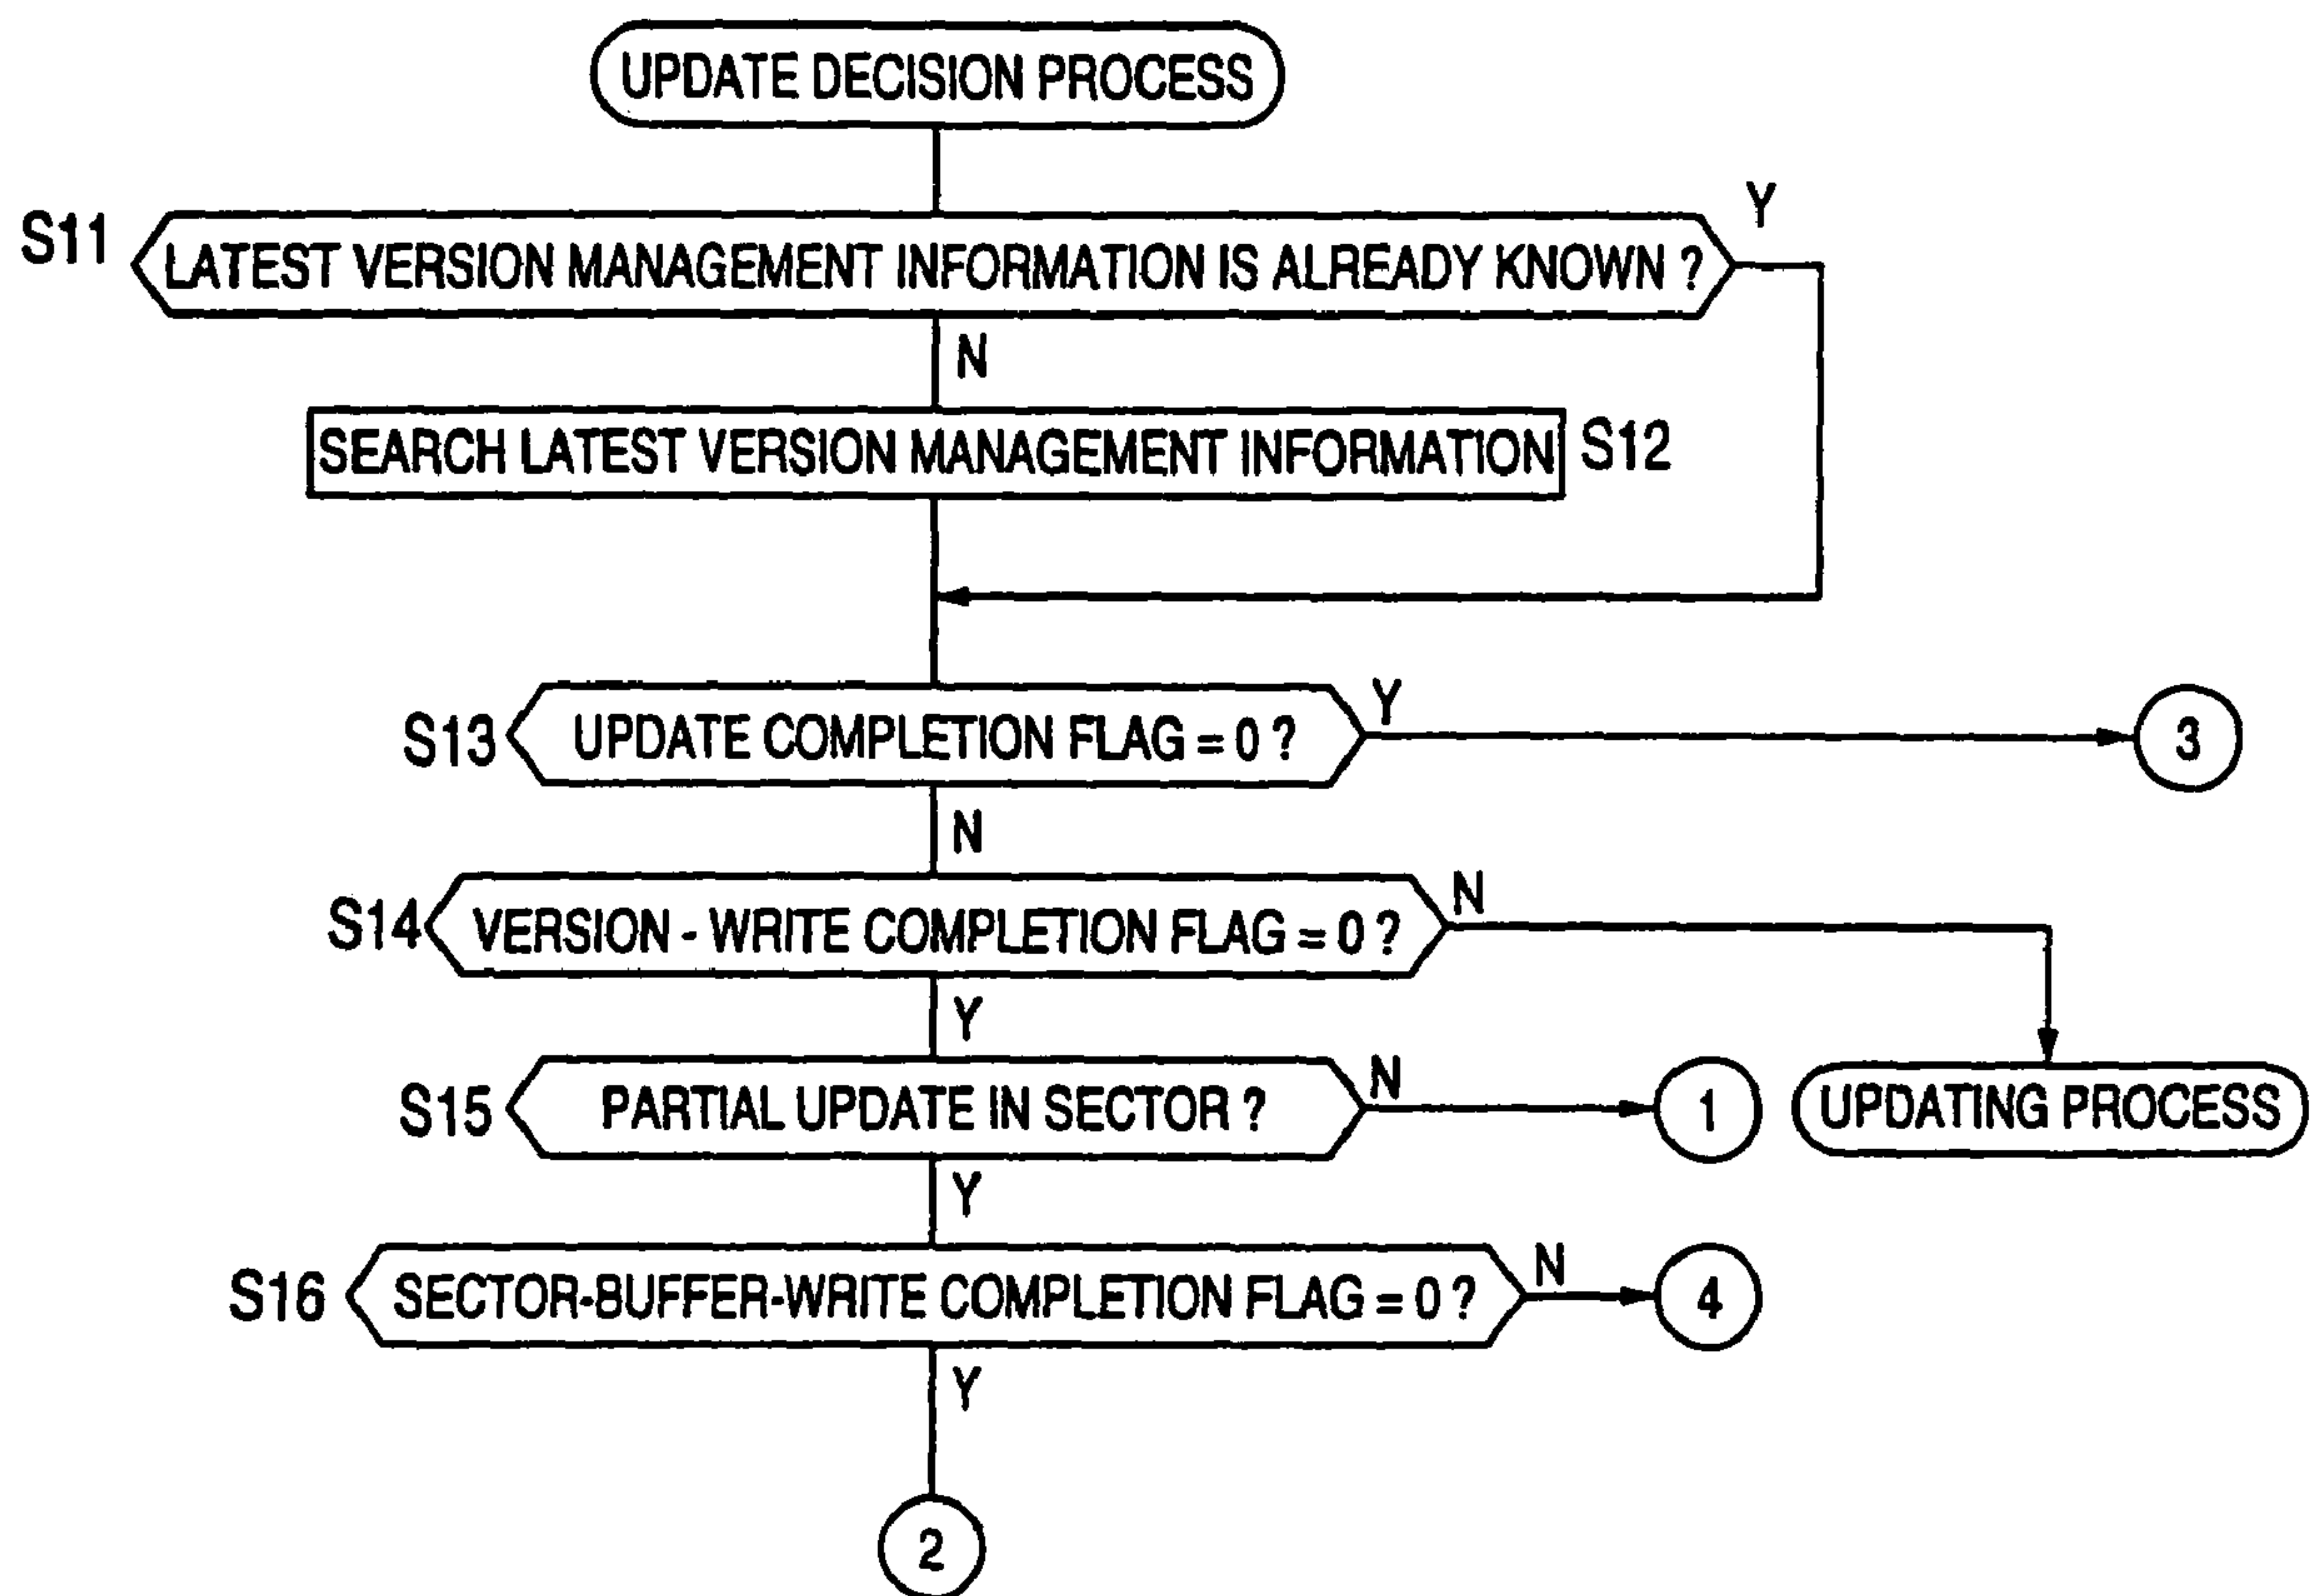 UPDATE DECISION PROCESS
Y
S11
LATEST VERSION MANAGEMENT INFORMATION IS ALREADY KNOWN ?
N
SEARCH LATEST VERSION MANAGEMENT INFORMATION
S12
S13
UPDATE COMPLETION FLAG = 0 ?
Y
3
N
S14
VERSION - WRITE COMPLETION FLAG = 0 ?
N
Y
S15
PARTIAL UPDATE IN SECTOR ?
N
1
UPDATING PROCESS
Y
S16
SECTOR-BUFFER-WRITE COMPLETION FLAG = 0 ?
N
4
Y
2